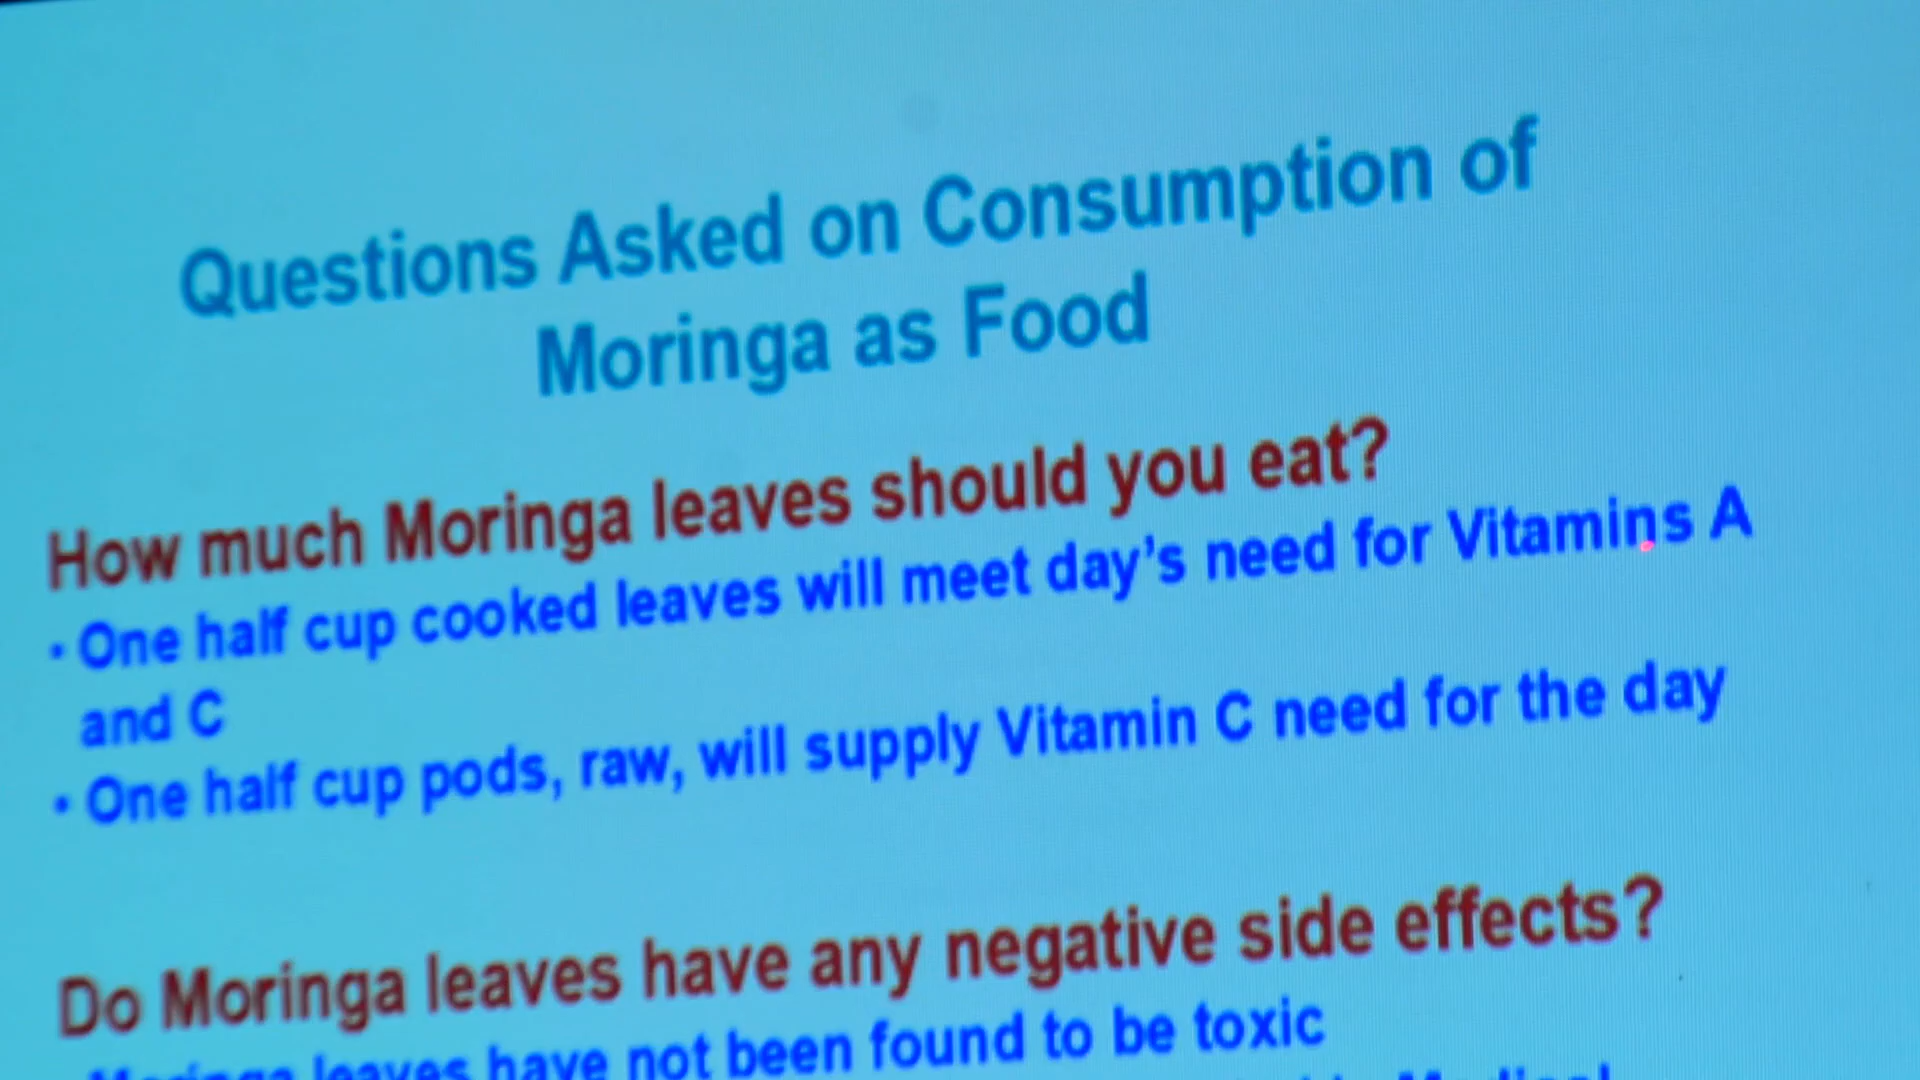 Questions Asked on Consumption of
Moringa as Food
How much Moringa leaves should you eat?
• One half cup cooked leaves will meet day's need for Vitamins A
and C
• One half cup pods, raw, will supply Vitamin C need for the day
Do Moringa leaves have any negative side effects?
Moringa leaves have not been found to be toxic